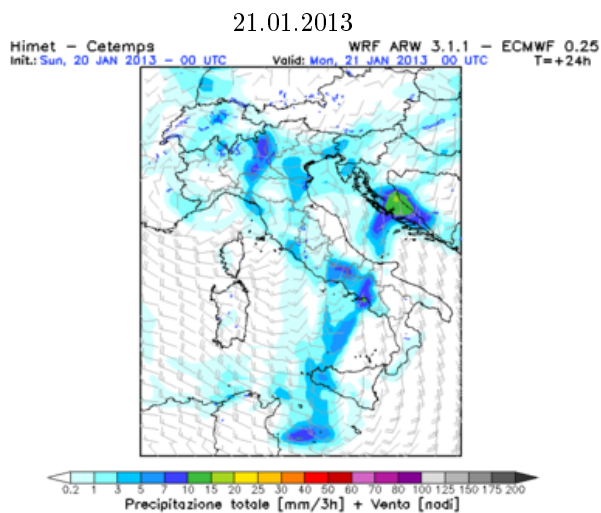 21.01.2013
Himet - Cetemps WRF ARW 3.1.1 - ECMWF 0.25
Init.: Sun, 20 JAN 2013 - 00 UTC Valid: Mon, 21 JAN 2013 00 UTC T=+24h
0.2 1 3 5 7 10 15 20 25 30 40 50 60 70 80 100 125 150 175 200
Precipitazione totale [mm/3h] + Vento [nodi]